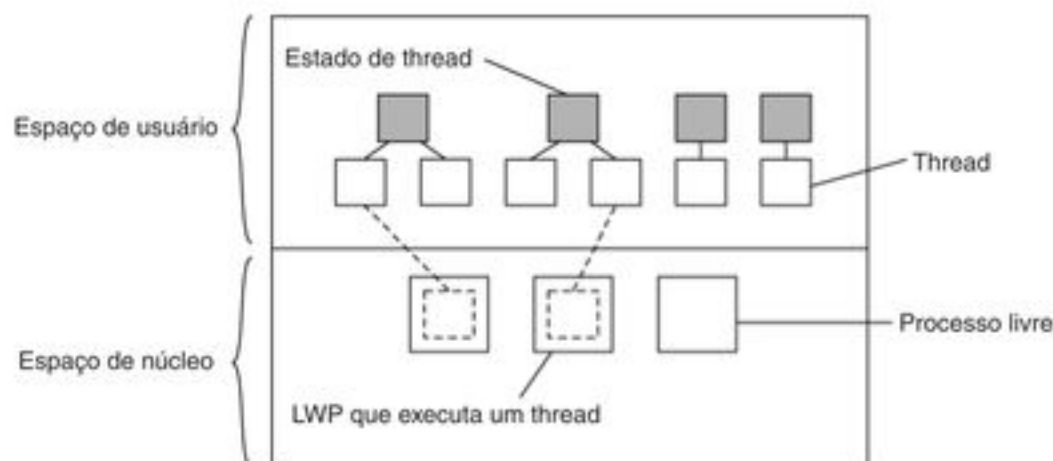 Estado de thread
Espaço de usuário
Thread
Processo livre
Espaço de núcleo
LWP que executa um thread